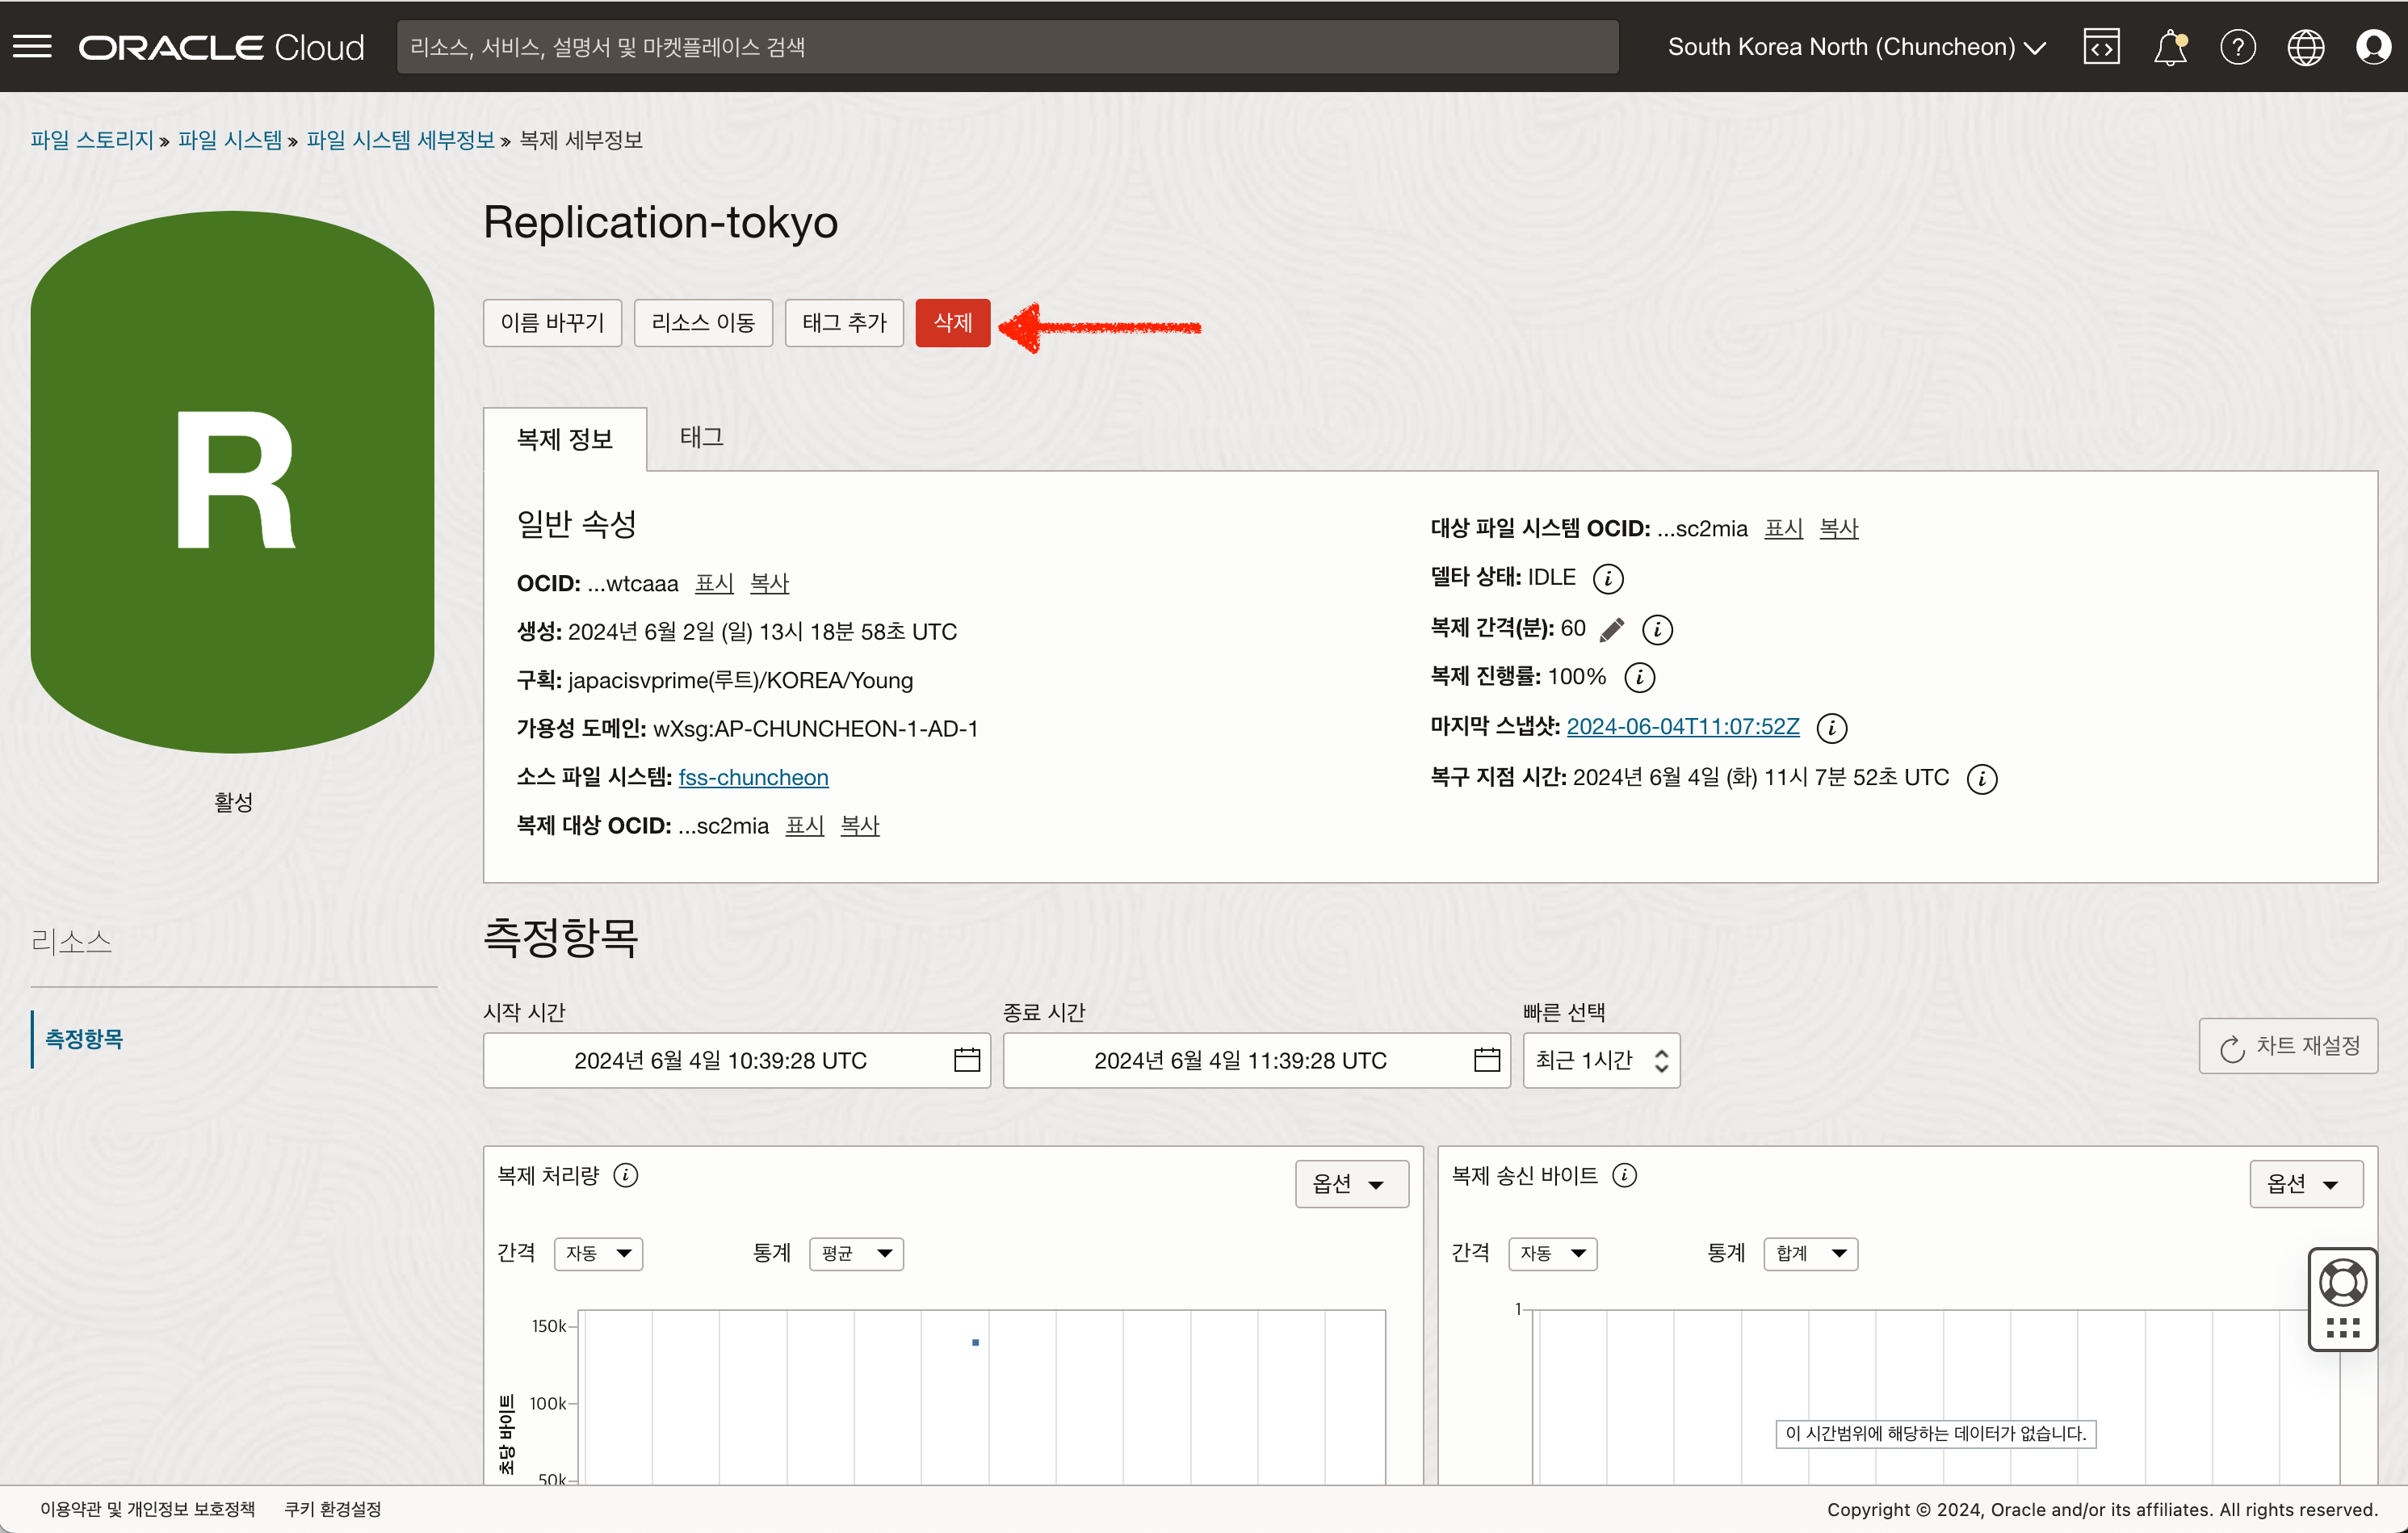 ORACLE Cloud
리소스, 서비스, 설명서 및 마켓플레이스 검색
South Korea North (Chuncheon)
파일 스토리지 » 파일 시스템 » 파일 시스템 세부정보 » 복제 세부정보
R
활성
Replication-tokyo
이름 바꾸기
리소스 이동
태그 추가
삭제
복제 정보
태그
일반 속성
OCID: ...wtcaaa 표시 복사
생성: 2024년 6월 2일 (일) 13시 18분 58초 UTC
구획: japacisvprime(루트)/KOREA/Young
가용성 도메인: wXsg:AP-CHUNCHEON-1-AD-1
소스 파일 시스템: fss-chuncheon
복제 대상 OCID: ...sc2mia 표시 복사
대상 파일 시스템 OCID: ...sc2mia 표시 복사
델타 상태: IDLE
복제 간격(분): 60
복제 진행률: 100%
마지막 스냅샷: 2024-06-04T11:07:52Z
복구 지점 시간: 2024년 6월 4일 (화) 11시 7분 52초 UTC
리소스
측정항목
측정항목
시작 시간
2024년 6월 4일 10:39:28 UTC
종료 시간
2024년 6월 4일 11:39:28 UTC
빠른 선택
최근 1시간
차트 재설정
복제 처리량
옵션
간격 자동
통계 평균
150k
100k
50k
초당 바이트
복제 송신 바이트
옵션
간격 자동
통계 합계
1
이 시간범위에 해당하는 데이터가 없습니다.
이용약관 및 개인정보 보호정책
쿠키 환경설정
Copyright © 2024, Oracle and/or its affiliates. All rights reserved.